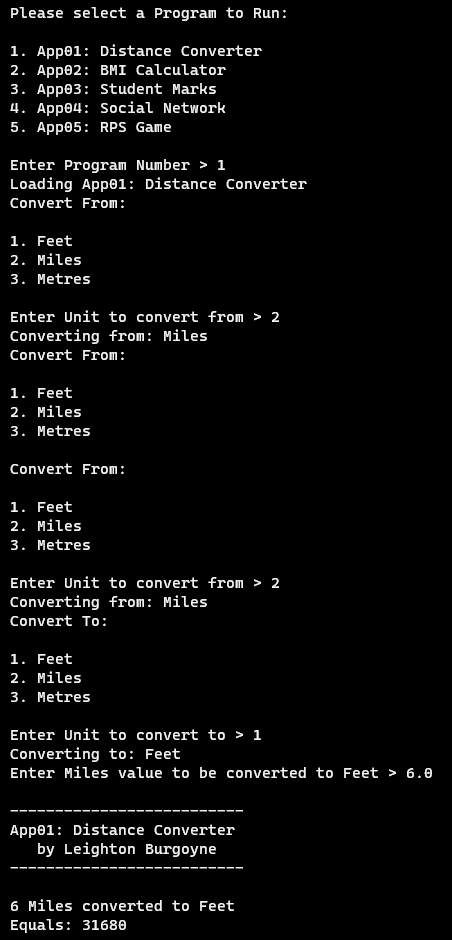 Please select a Program to Run:
1. App01: Distance Converter
2. App02: BMI Calculator
3. App03: Student Marks
4. App04: Social Network
5. App05: RPS Game
Enter Program Number > 1
Loading App01: Distance Converter
Convert From:
1. Feet
2. Miles
3. Metres
Enter Unit to convert from > 2
Converting from: Miles
Convert From:
1. Feet
2. Miles
3. Metres
Convert From:
1. Feet
2. Miles
3. Metres
Enter Unit to convert from > 2
Converting from: Miles
Convert To:
1. Feet
2. Miles
3. Metres
Enter Unit to convert to > 1
Converting to: Feet
Enter Miles value to be converted to Feet > 6.0
--------------------------
App01: Distance Converter
by Leighton Burgoyne
--------------------------
6 Miles converted to Feet
Equals: 31680